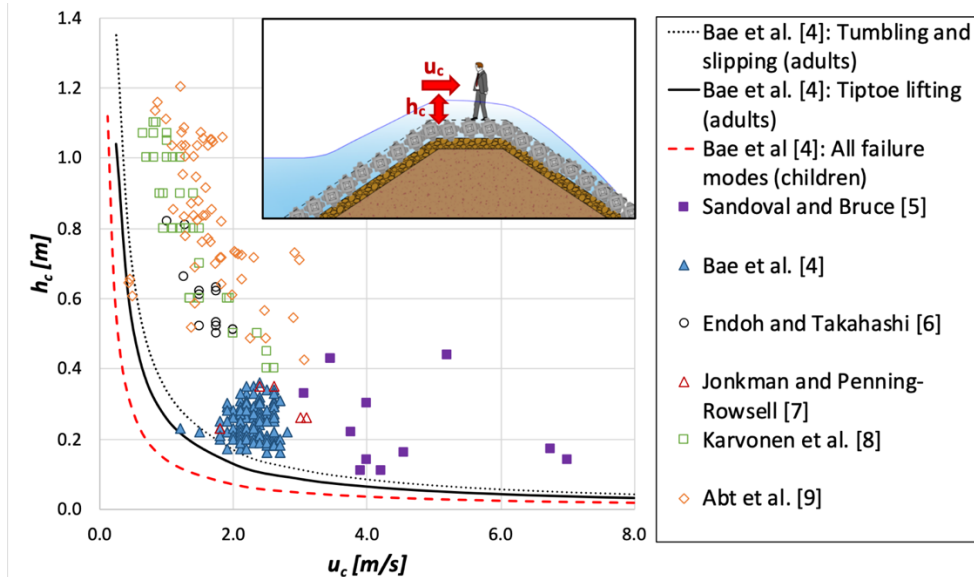 1.4
1.2
1.0
0.8
0.6
0.4
0.2
0.0
h_c [m]
0.0 2.0 4.0 6.0 8.0
u_c [m/s]
u_c
h_c
Bae et al. [4]: Tumbling and
slipping (adults)
Bae et al. [4]: Tiptoe lifting
(adults)
Bae et al [4]: All failure
modes (children)
Sandoval and Bruce [5]
Bae et al. [4]
Endoh and Takahashi [6]
Jonkman and Penning-
Rowsell [7]
Karvonen et al. [8]
Abt et al. [9]